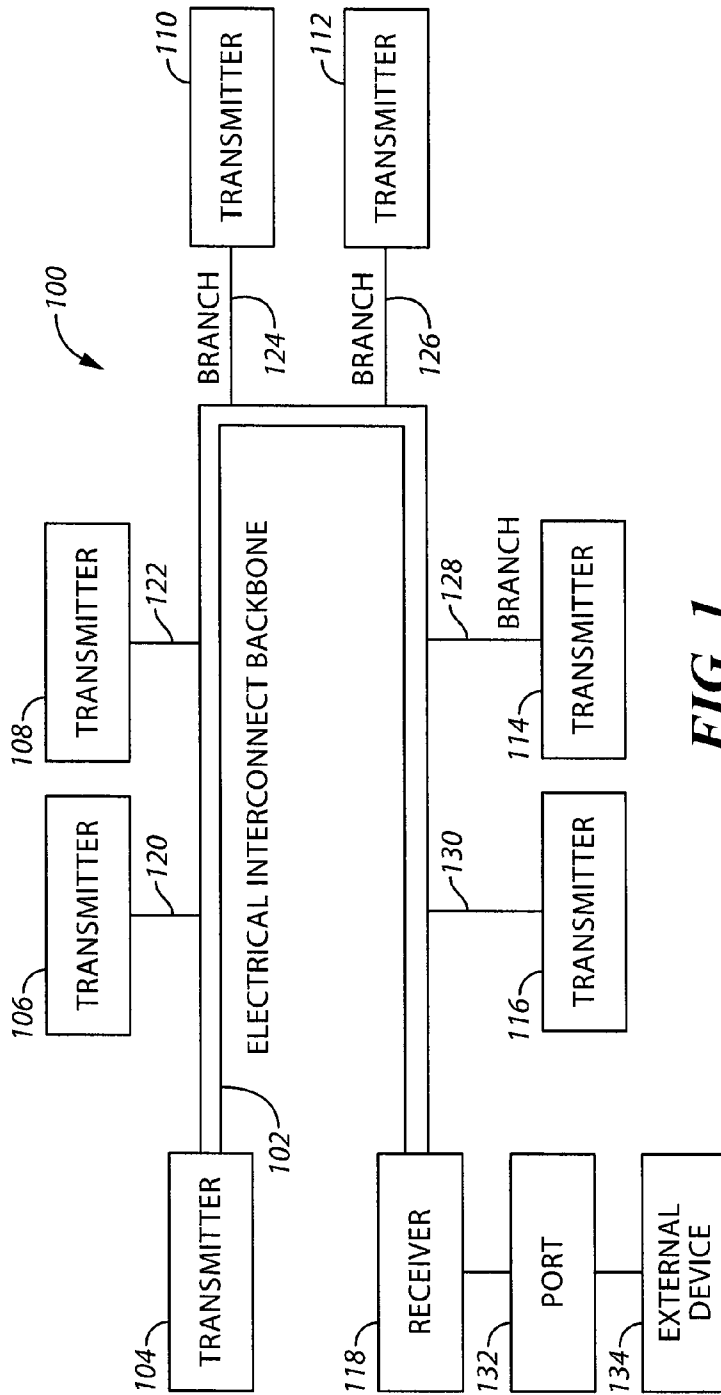 100
110
TRANSMITTER
112
TRANSMITTER
BRANCH
124
BRANCH
126
108
TRANSMITTER
122
106
TRANSMITTER
120
ELECTRICAL INTERCONNECT BACKBONE
102
104
TRANSMITTER
128
BRANCH
114
TRANSMITTER
130
116
TRANSMITTER
118
RECEIVER
132
PORT
134
EXTERNAL
DEVICE
FIG. 1